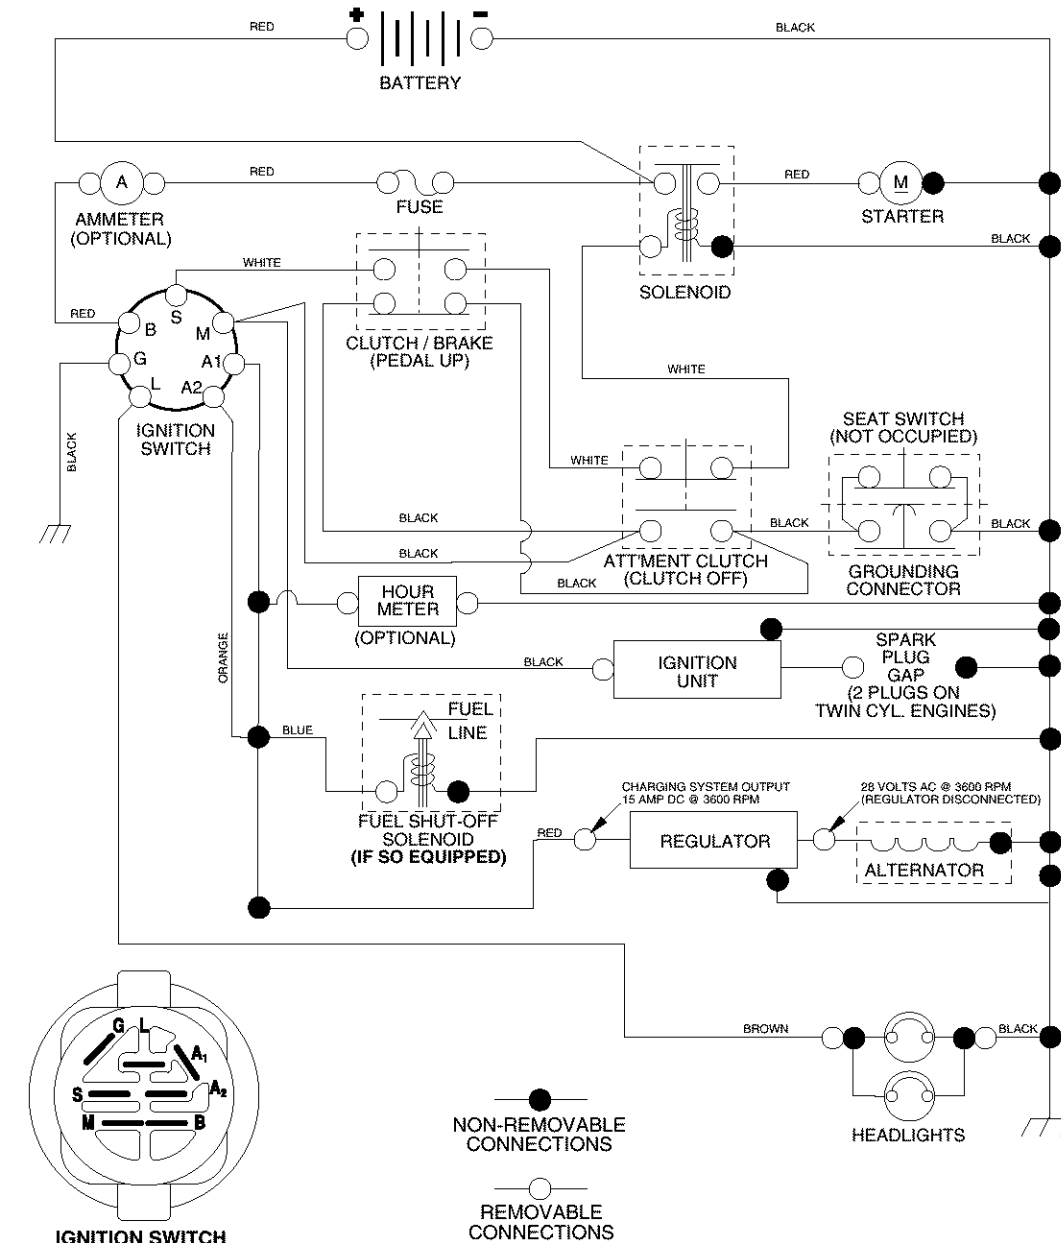 + -
RED
BLACK
BATTERY
A
RED
FUSE
RED
M
AMMETER
(OPTIONAL)
STARTER
BLACK
WHITE
SOLENOID
RED
B
S
M
G
A1
L
A2
CLUTCH / BRAKE
(PEDAL UP)
IGNITION
SWITCH
BLACK
WHITE
SEAT SWITCH
(NOT OCCUPIED)
WHITE
BLACK
BLACK
BLACK
BLACK
ATT'MENT CLUTCH
(CLUTCH OFF)
BLACK
GROUNDING
CONNECTOR
HOUR
METER
(OPTIONAL)
ORANGE
BLACK
IGNITION
UNIT
SPARK
PLUG
GAP
(2 PLUGS ON
TWIN CYL. ENGINES)
BLUE
FUEL
LINE
FUEL SHUT-OFF
SOLENOID
(IF SO EQUIPPED)
CHARGING SYSTEM OUTPUT
15 AMP DC @ 3600 RPM
28 VOLTS AC @ 3600 RPM
(REGULATOR DISCONNECTED)
RED
REGULATOR
ALTERNATOR
BROWN
BLACK
HEADLIGHTS
G L
A1
S
A2
M
B
IGNITION SWITCH
NON-REMOVABLE
CONNECTIONS
REMOVABLE
CONNECTIONS